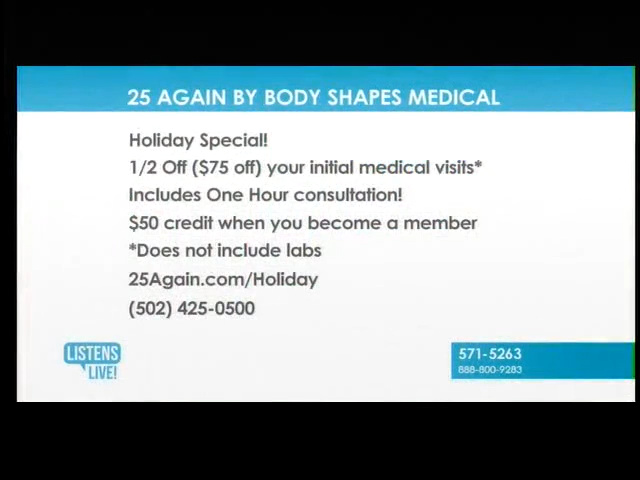 25 AGAIN BY BODY SHAPES MEDICAL
Holiday Special!
1/2 Off ($75 off) your initial medical visits*
Includes One Hour consultation!
$50 credit when you become a member
*Does not include labs
25Again.com/Holiday
(502) 425-0500
LISTENS
LIVE!
571-5263
888-800-9283